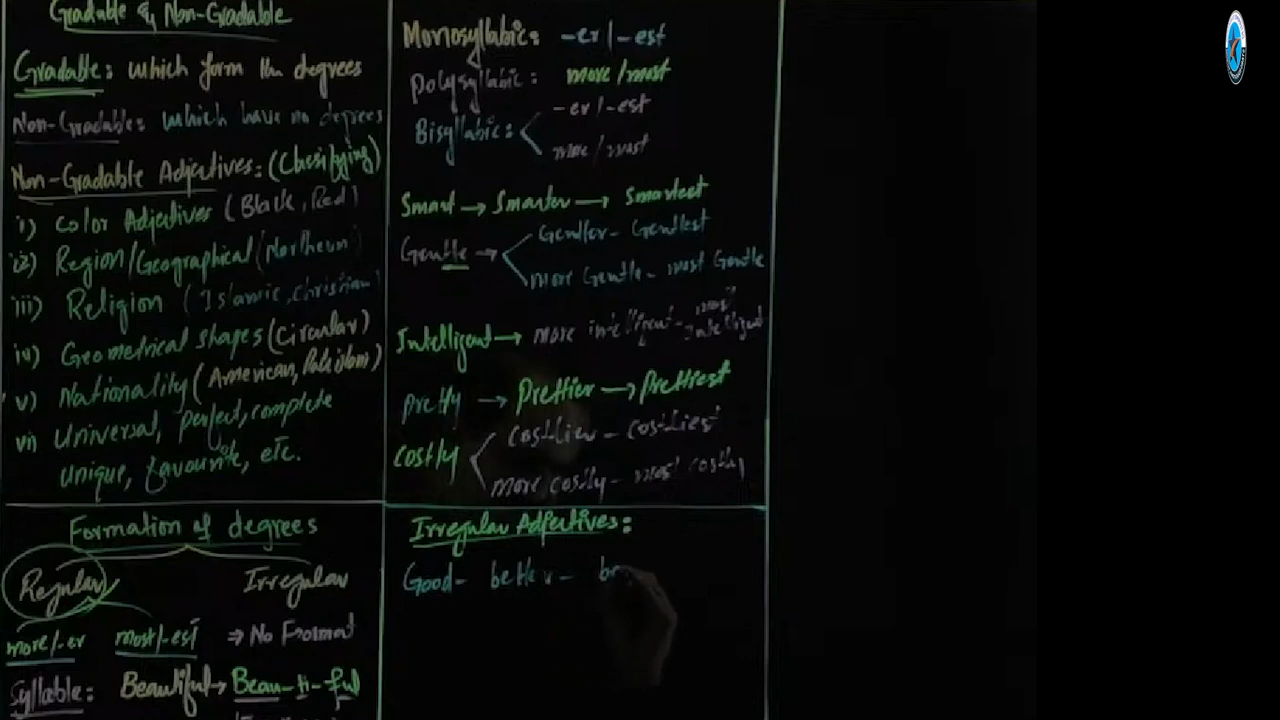 Gradable & Non-Gradable
Gradable: which form the degrees
Non-Gradable: which have no degrees
Non-Gradable Adjectives: (Classifying)
i) Color Adjectives (Black, Red)
ii) Region/Geographical (Northern)
iii) Religion (Islamic, Christian)
iv) Geometrical shapes (Circular)
v) Nationality (American, Pakistani)
vi) Universal, perfect, complete
unique, favourite, etc.
Formation of degrees
Regular Irregular
more/-er most/-est ⇒ No Format
Syllable: Beautiful → Beau-ti-ful
Monosyllabic: -er/-est
Polysyllabic: more/most
Bisyllabic: -er/-est
more/most
Smart → Smarter → Smartest
Gentle → Gentler - Gentlest
more Gentle - most Gentle
Intelligent → more intelligent - most Intelligent
Pretty → Prettier → Prettiest
Costly costlier - costliest
more costly - most costly
Irregular Adjectives:
Good - better - be